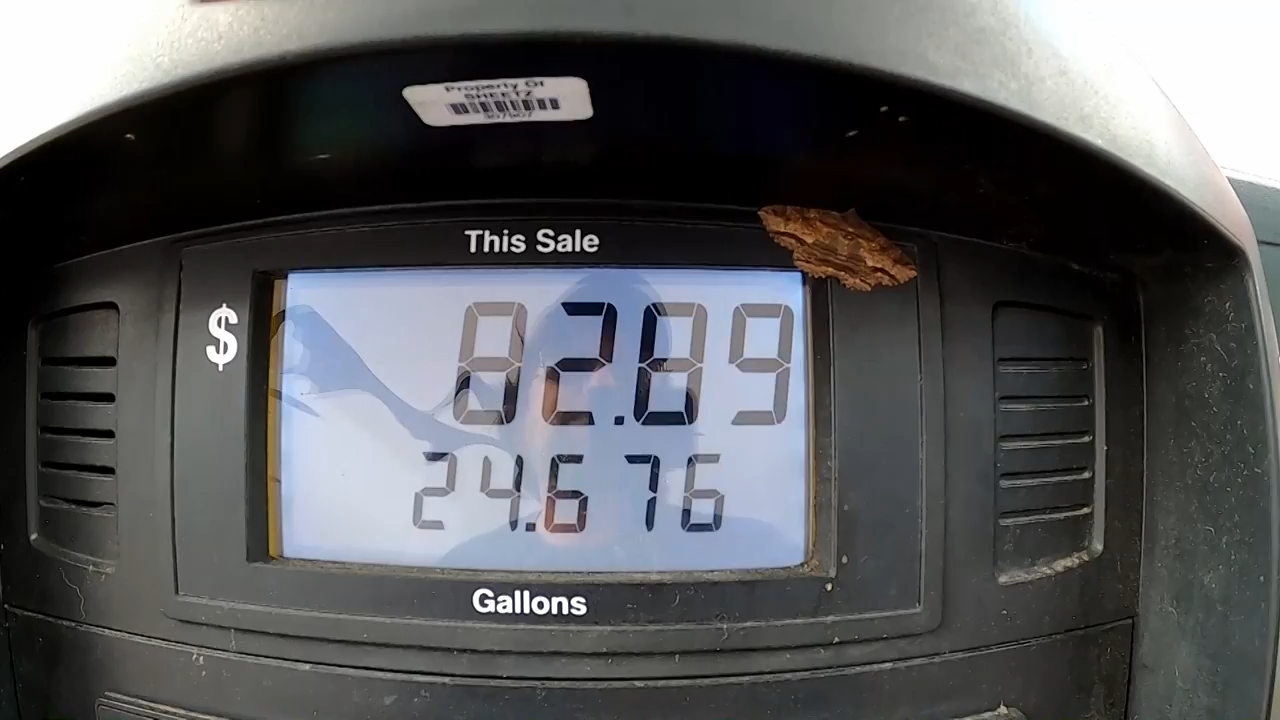 Property Of
SHEETZ
This Sale
$ 82.89
24.676
Gallons